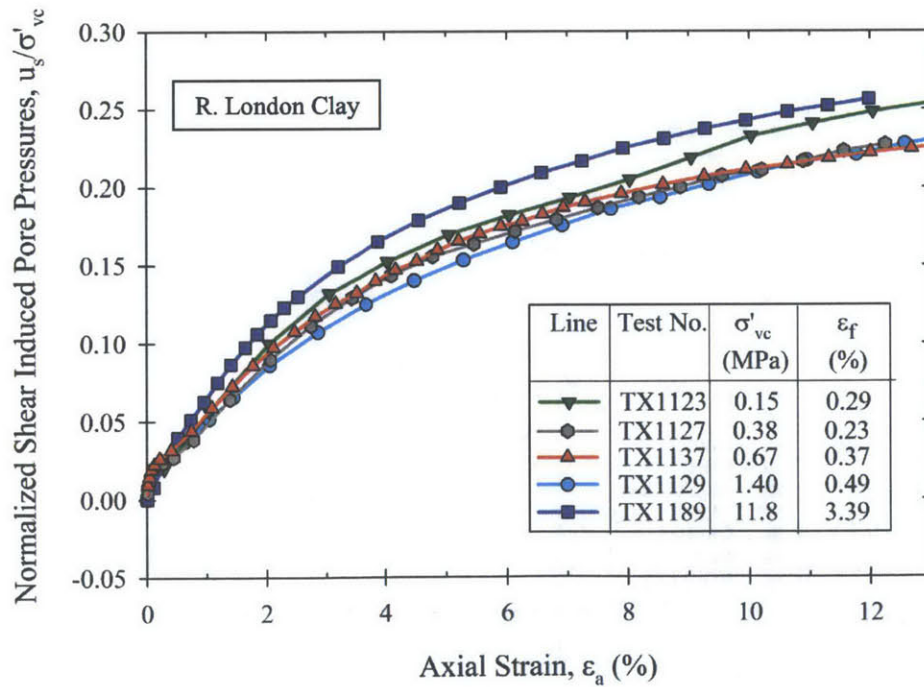 Normalized Shear Induced Pore Pressures, uₛ/σ'ᵥc
0.30
0.25
0.20
0.15
0.10
0.05
0.00
-0.05
R. London Clay
Line Test No. σ'vc (MPa) εf (%)
TX1123 0.15 0.29
TX1127 0.38 0.23
TX1137 0.67 0.37
TX1129 1.40 0.49
TX1189 11.8 3.39
0 2 4 6 8 10 12
Axial Strain, εa (%)